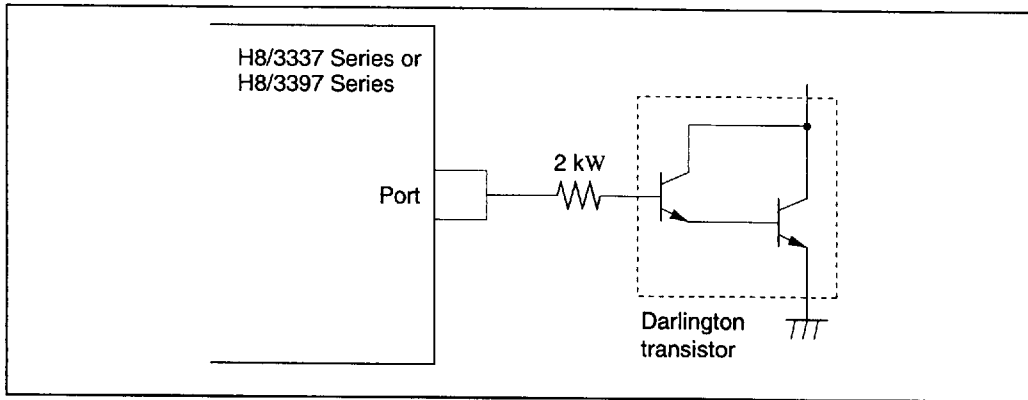 H8/3337 Series or
H8/3397 Series
Port
2 kW
Darlington
transistor